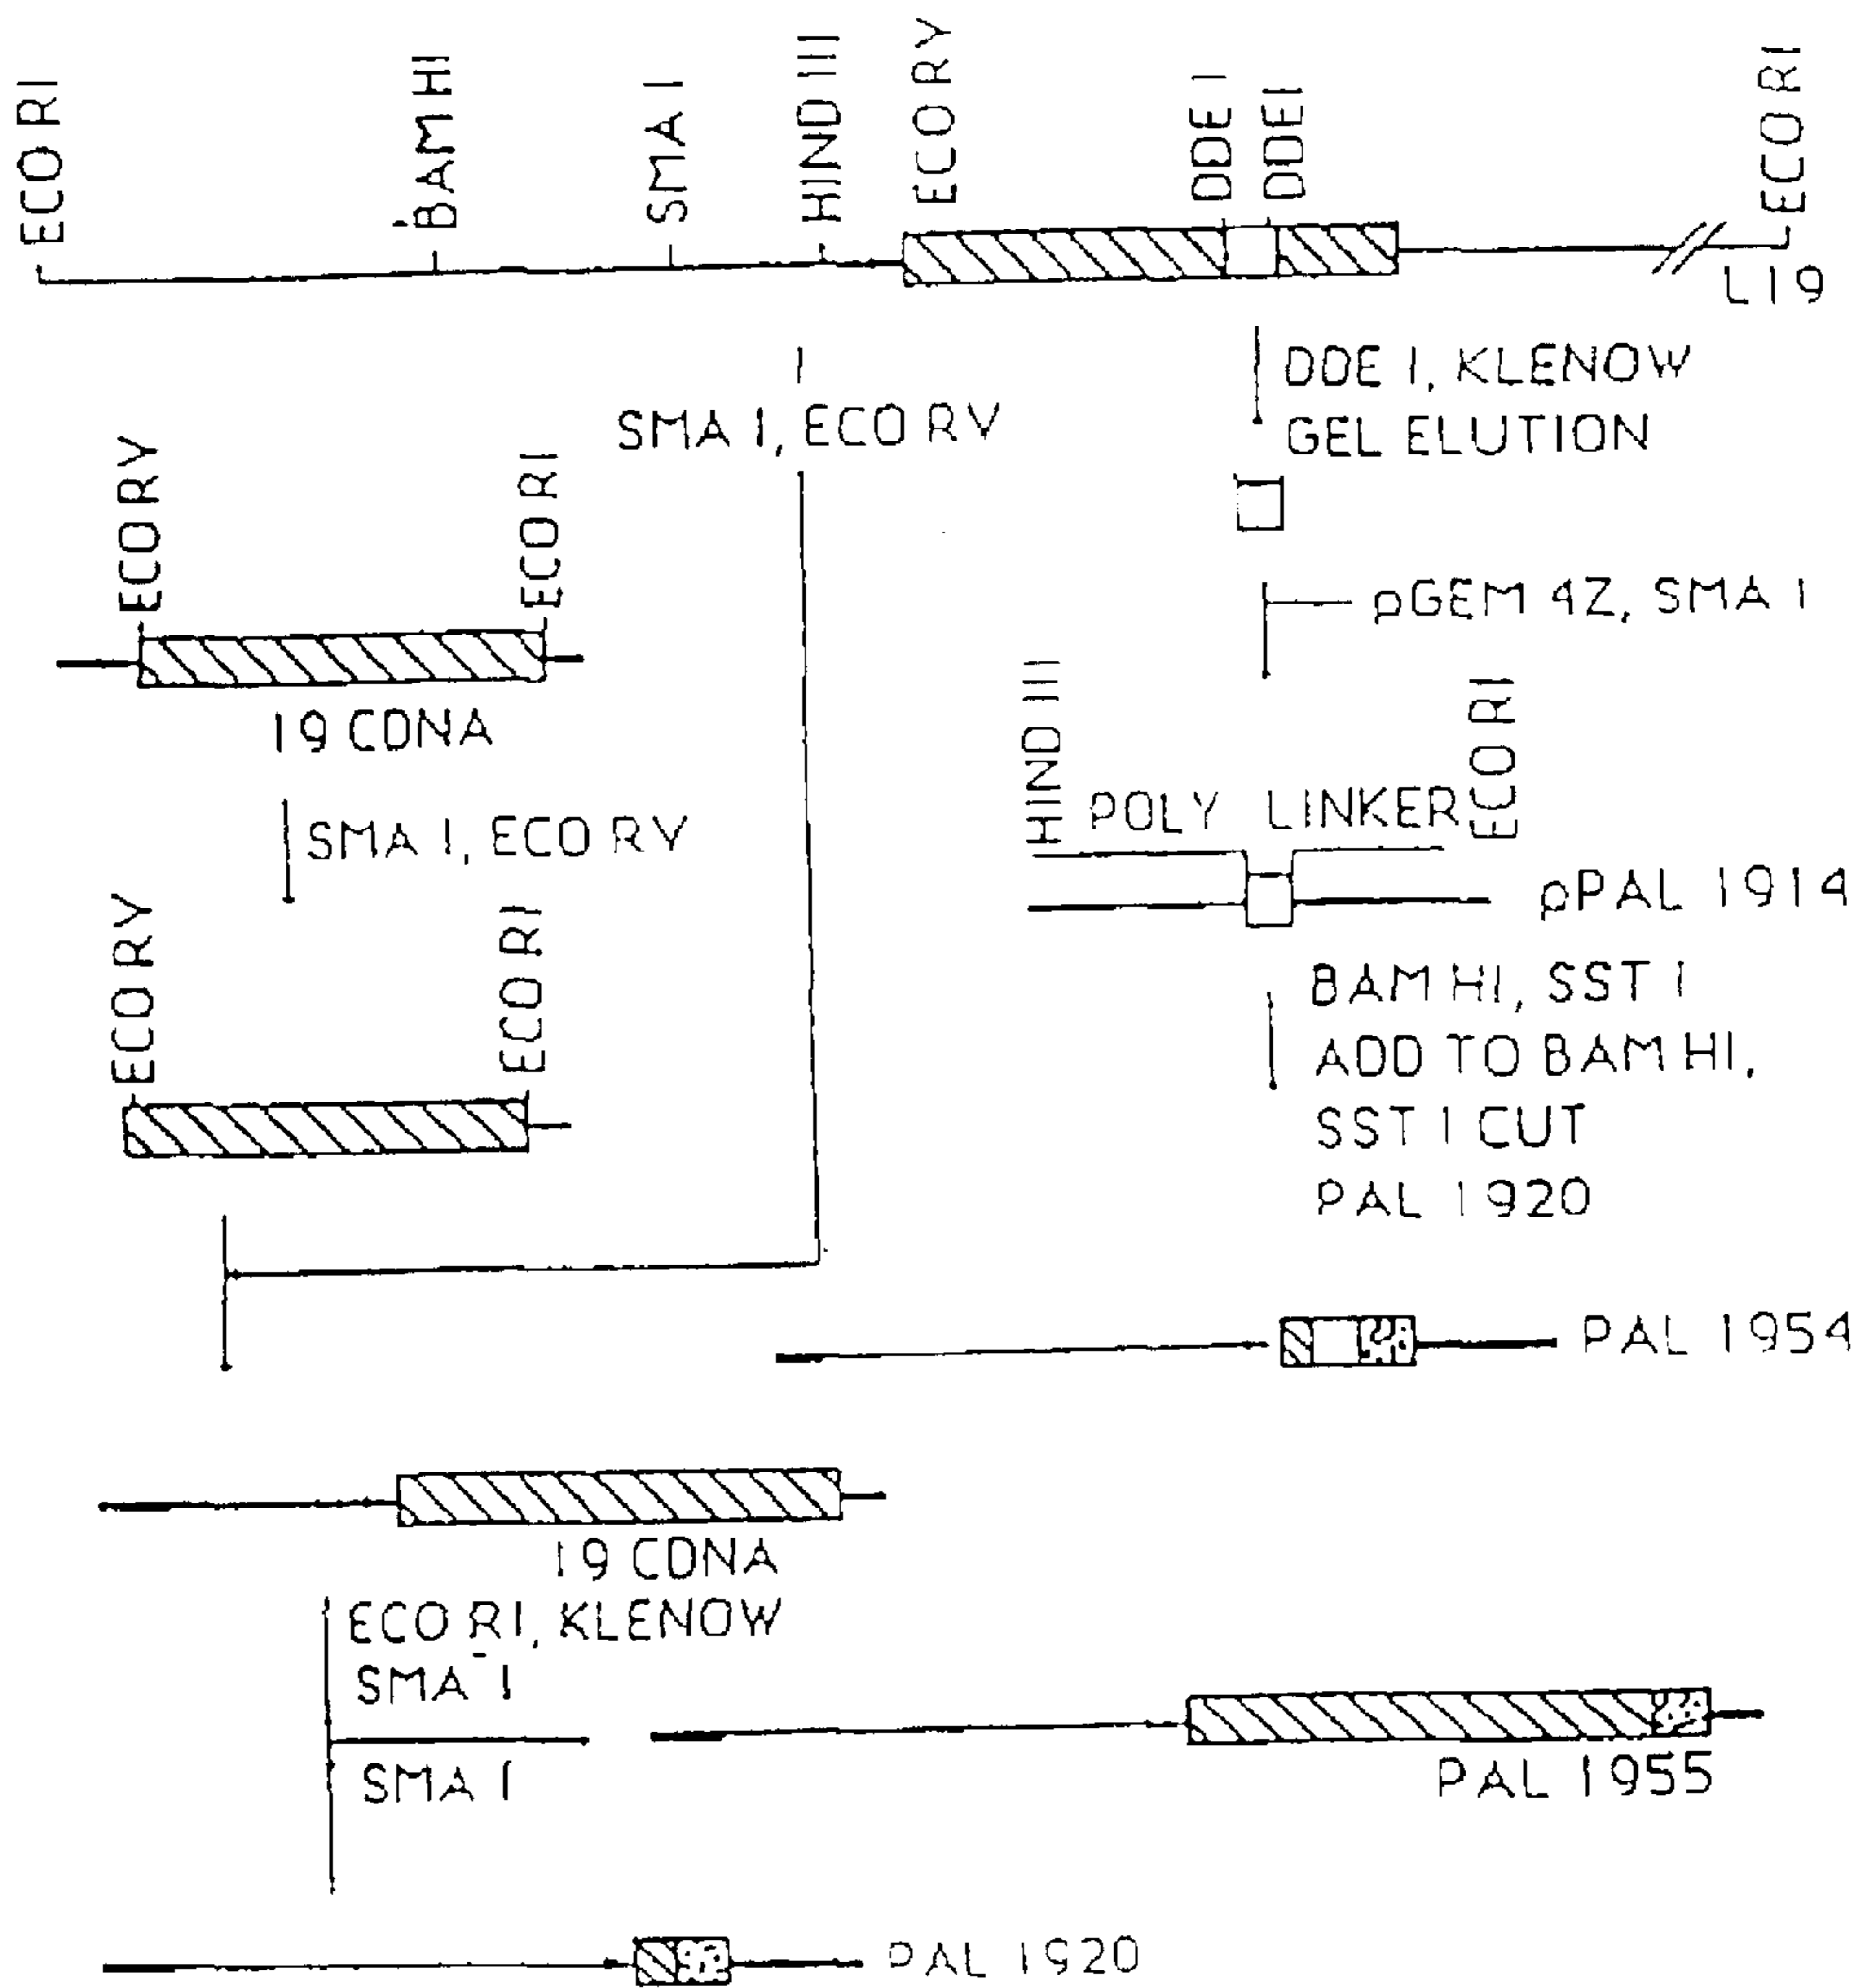 ECO RI
BAM HI
SMA I
HIND III
ECO RV
DDE I
DDE I
ECO RI
L19
SMA I, ECO RV
DDE I, KLENOW
GEL ELUTION
ECO RV
ECO RI
19 CDNA
pGEM 4Z, SMA I
HIND III
POLY LINKER
ECO RI
SMA I, ECO RV
pPAL 1914
ECO RV
ECO RI
BAM HI, SST I
ADD TO BAM HI,
SST I CUT
PAL 1920
PAL 1954
19 CDNA
ECO RI, KLENOW
SMA I
SMA I
PAL 1955
PAL 1920